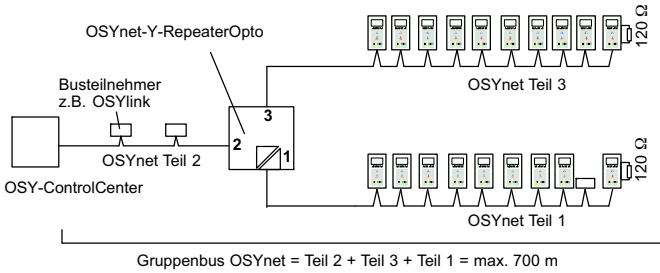 OSYnet-Y-RepeaterOpto
120 Ω
OSYnet Teil 3
Busteilnehmer
z.B. OSYlink
3
2
1
OSYnet Teil 2
OSY-ControlCenter
120 Ω
OSYnet Teil 1
Gruppenbus OSYnet = Teil 2 + Teil 3 + Teil 1 = max. 700 m